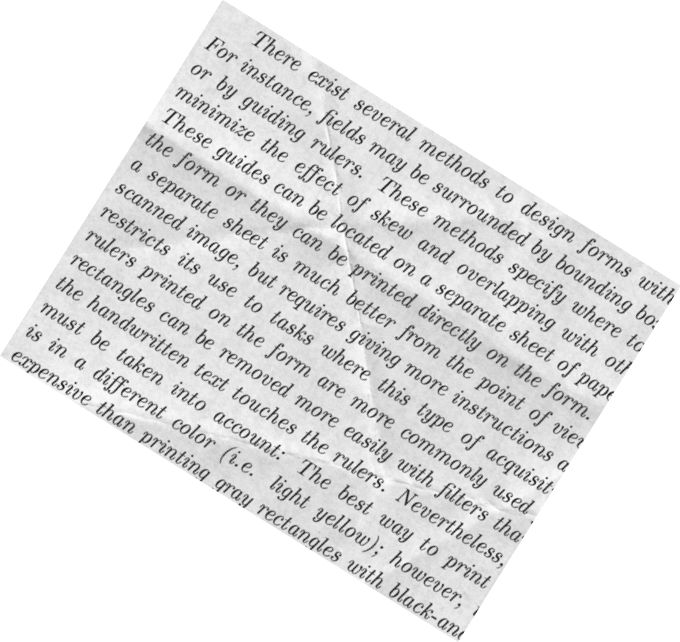 There exist several methods to design forms with
For instance, fields may be surrounded by bounding bo
or by guiding rulers. These methods specify where to
minimize the effect of skew and overlapping with oth
These guides can be located on a separate sheet of pape
the form or they can be printed directly on the form.
a separate sheet is much better from the point of view
scanned image, but requires giving more instructions a
restricts its use to tasks where this type of acquisit
rulers printed on the form are more commonly used
rectangles can be removed more easily with filters tha
the handwritten text touches the rulers. Nevertheless,
must be taken into account: The best way to print
is in a different color (i.e. light yellow); however,
expensive than printing gray rectangles with black-and